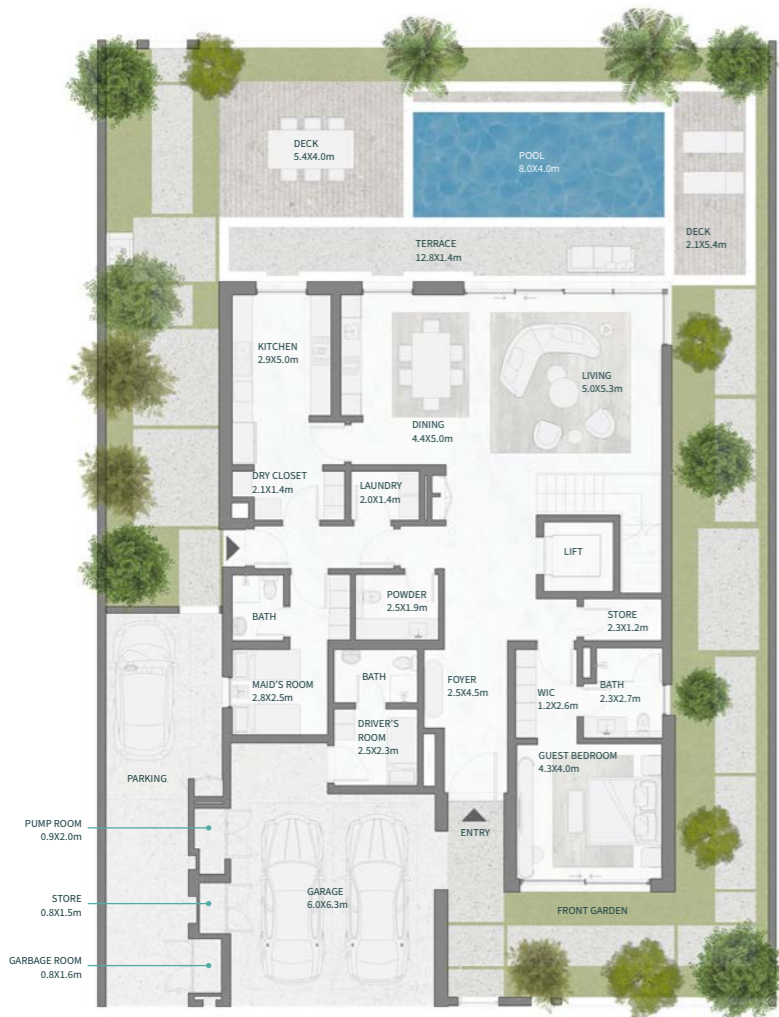 DECK
5.4X4.0m
POOL
8.0X4.0m
DECK
2.1X5.4m
TERRACE
12.8X1.4m
KITCHEN
2.9X5.0m
LIVING
5.0X5.3m
DINING
4.4X5.0m
DRY CLOSET
2.1X1.4m
LAUNDRY
2.0X1.4m
LIFT
POWDER
2.5X1.9m
BATH
STORE
2.3X1.2m
MAID'S ROOM
2.8X2.5m
BATH
FOYER
2.5X4.5m
WIC
1.2X2.6m
BATH
2.3X2.7m
DRIVER'S
ROOM
2.5X2.3m
GUEST BEDROOM
4.3X4.0m
PARKING
PUMP ROOM
0.9X2.0m
ENTRY
STORE
0.8X1.5m
GARAGE
6.0X6.3m
FRONT GARDEN
GARBAGE ROOM
0.8X1.6m